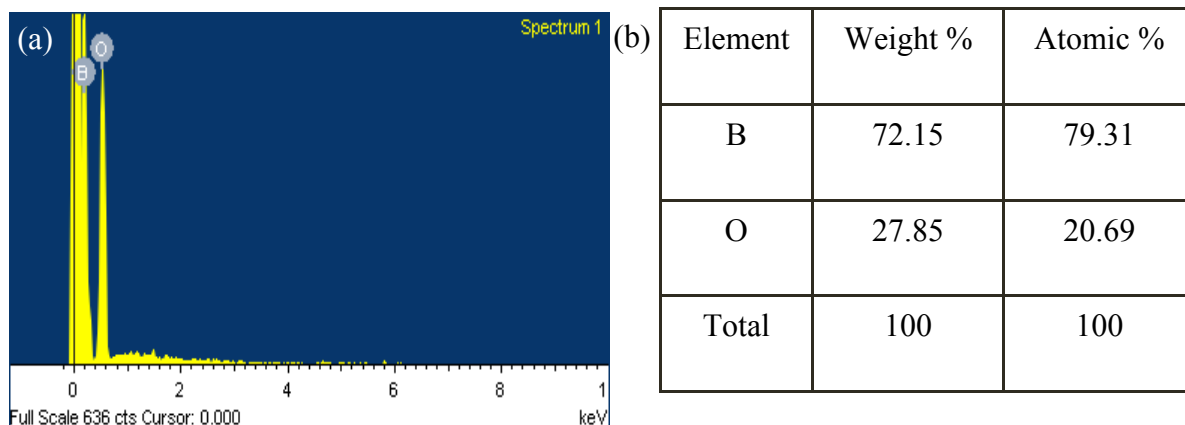 (a)
Spectrum 1
B
O
0 2 4 6 8 1
Full Scale 636 cts Cursor: 0.000 keV
(b)
Element Weight % Atomic %
B 72.15 79.31
O 27.85 20.69
Total 100 100